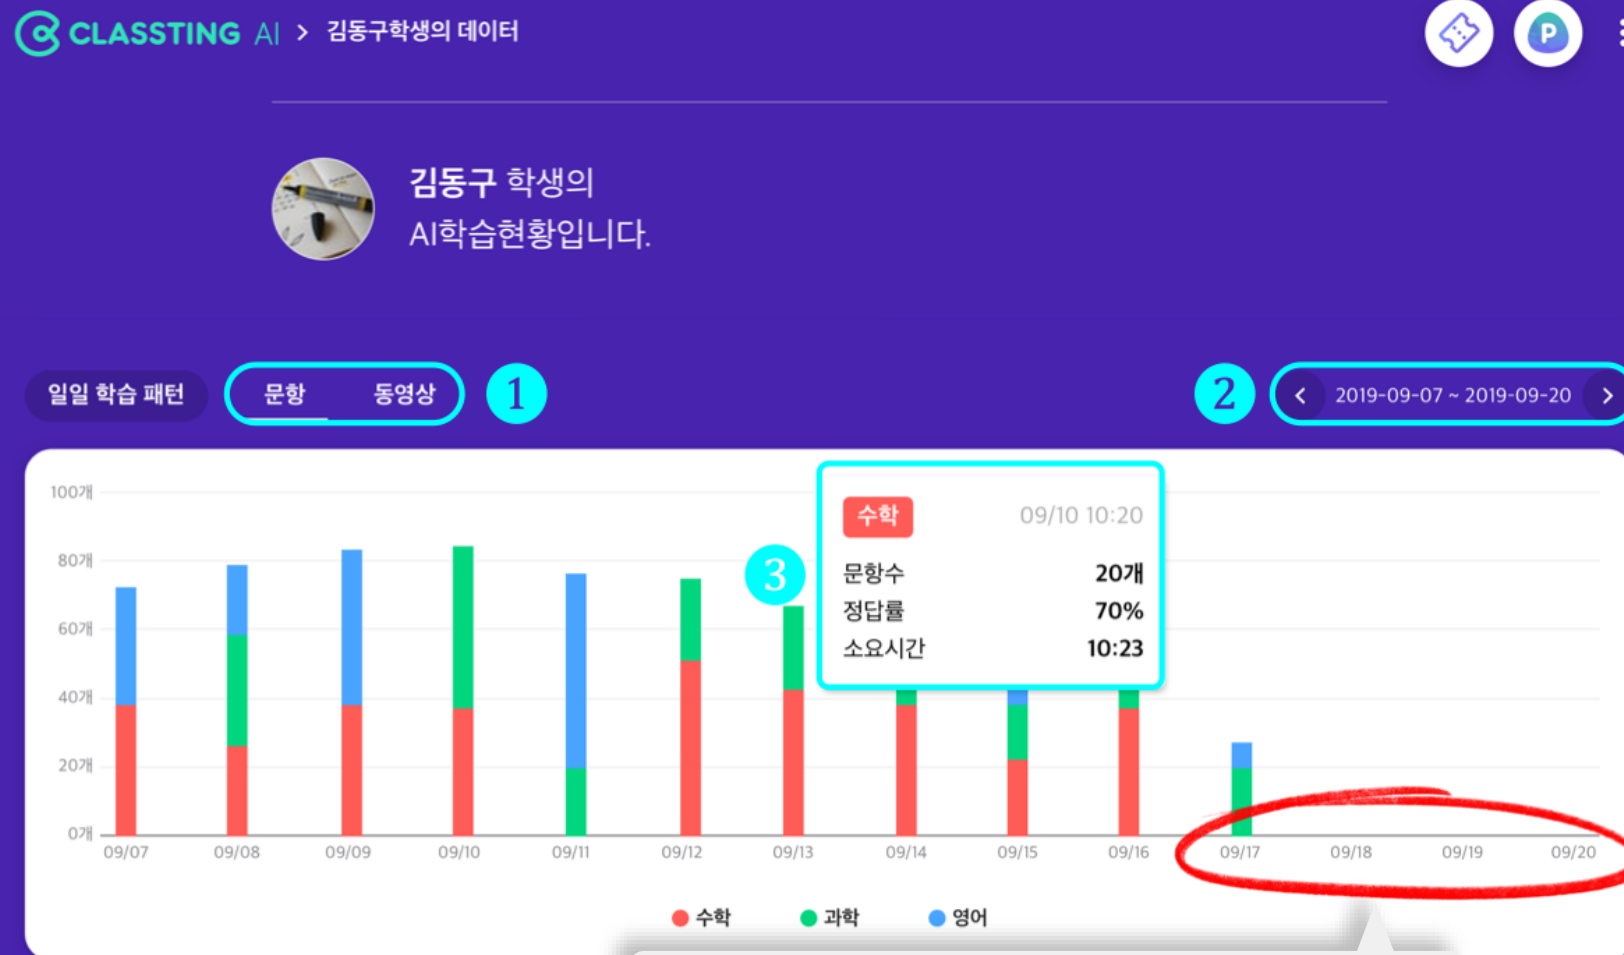 CLASSTING AI > 김동구학생의 데이터
P
김동구 학생의
AI학습현황입니다.
일일 학습 패턴 문항 동영상 1 2 < 2019-09-07 ~ 2019-09-20 >
100개
80개
60개
40개
20개
0개
3
수학 09/10 10:20
문항수 20개
정답률 70%
소요시간 10:23
09/07 09/08 09/09 09/10 09/11 09/12 09/13 09/14 09/15 09/16 09/17 09/18 09/19 09/20
수학 과학 영어